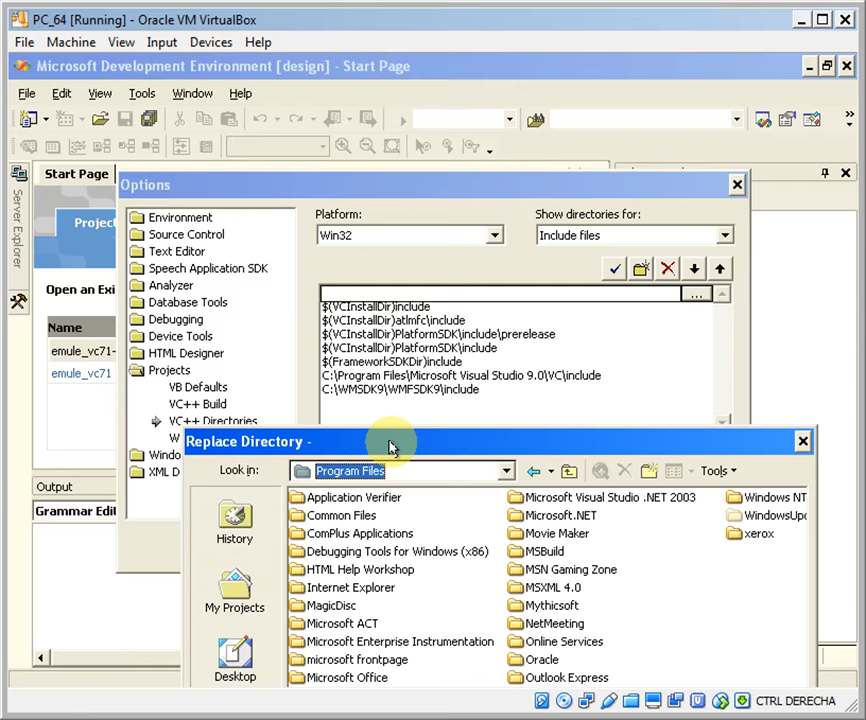 PC_64 [Running] - Oracle VM VirtualBox
File Machine View Input Devices Help
Microsoft Development Environment [design] - Start Page
File Edit View Tools Window Help
Start Page
Server Explorer
Projec
Open an Exi
Name
emule_vc71-
emule_vc71
Output
Grammar Edi
Options
Environment
Source Control
Text Editor
Speech Application SDK
Analyzer
Database Tools
Debugging
Device Tools
HTML Designer
Projects
VB Defaults
VC++ Build
VC++ Directories
W
Windo
XML D
Platform:
Win32
Show directories for:
Include files
...
$(VCInstallDir)include
$(VCInstallDir)atlmfc\include
$(VCInstallDir)PlatformSDK\include\prerelease
$(VCInstallDir)PlatformSDK\include
$(FrameworkSDKDir)include
C:\Program Files\Microsoft Visual Studio 9.0\VC\include
C:\WMSDK9\WMFSDK9\include
Replace Directory -
Look in:
Program Files
Tools
History
My Projects
Desktop
Application Verifier
Common Files
ComPlus Applications
Debugging Tools for Windows (x86)
HTML Help Workshop
Internet Explorer
MagicDisc
Microsoft ACT
Microsoft Enterprise Instrumentation
microsoft frontpage
Microsoft Office
Microsoft Visual Studio .NET 2003
Microsoft.NET
Movie Maker
MSBuild
MSN Gaming Zone
MSXML 4.0
Mythicsoft
NetMeeting
Online Services
Oracle
Outlook Express
Windows NT
WindowsUpd
xerox
CTRL DERECHA